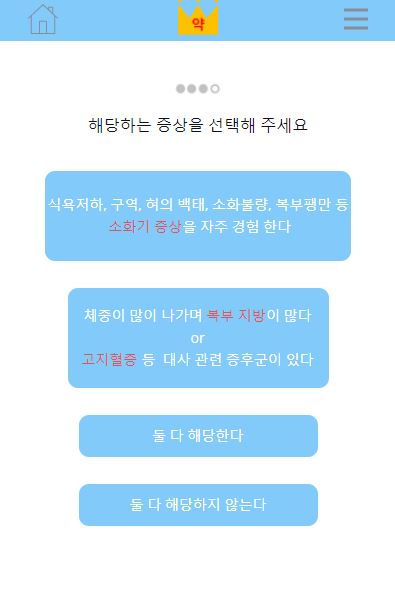 약
해당하는 증상을 선택해 주세요
식욕저하, 구역, 혀의 백태, 소화불량, 복부팽만 등
소화기 증상을 자주 경험 한다
체중이 많이 나가며 복부 지방이 많다
or
고지혈증 등 대사 관련 증후군이 있다
둘 다 해당한다
둘 다 해당하지 않는다